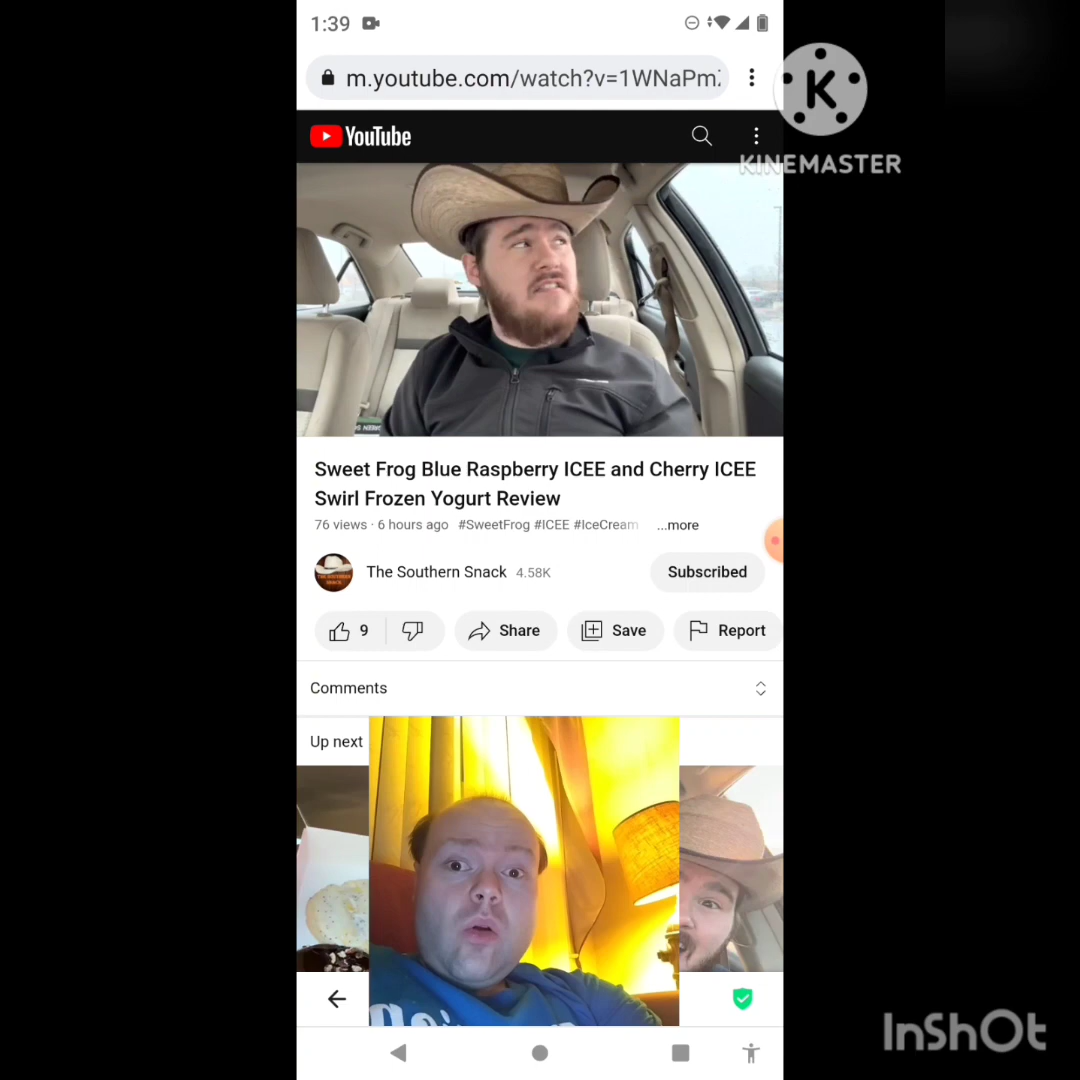 1:39
m.youtube.com/watch?v=1WNaPm
K
KINEMASTER
YouTube
Sweet Frog Blue Raspberry ICEE and Cherry ICEE
Swirl Frozen Yogurt Review
76 views · 6 hours ago #SweetFrog #ICEE #IceCream ...more
The Southern Snack 4.58K
Subscribed
9
Share
Save
Report
Comments
Up next
InShOt